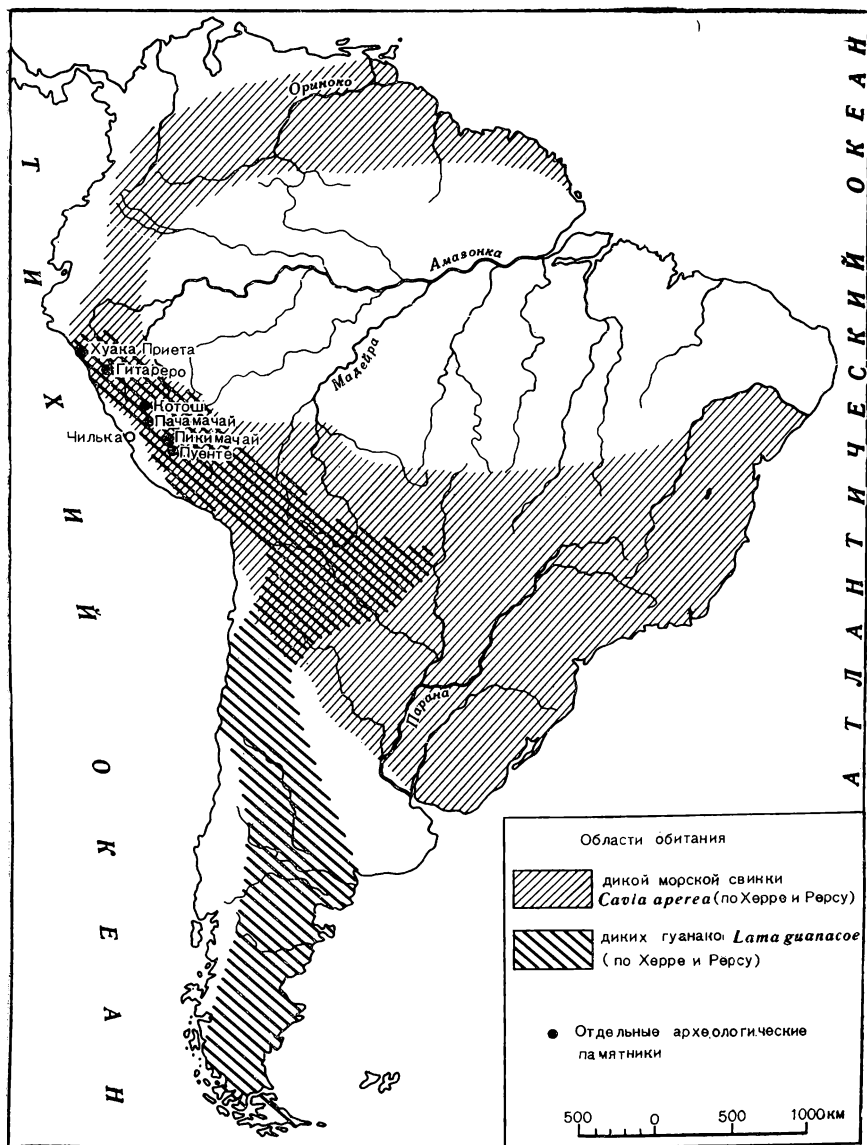 ТИХИЙ ОКЕАН
АТЛАНТИЧЕСКИЙ ОКЕАН
Ориноко
Амазонка
Мадейра
Хуака Приета
Гитареро
Котош
Пачамачай
Чилька
Пикимачай
Пуенте
Парана
Области обитания
дикой морской свинки
Cavia aperea (по Херре и Рёрсу)
диких гуанако Lama guanacoe
(по Херре и Рёрсу)
Отдельные археологические
памятники
500 0 500 1000 км